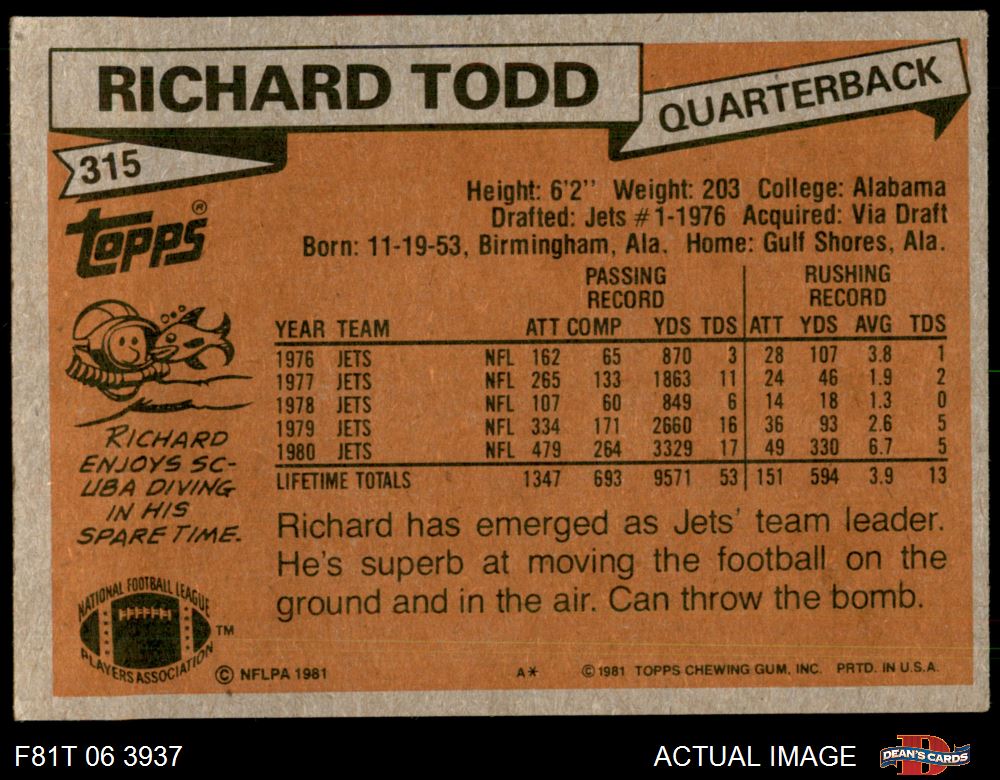 RICHARD TODD
QUARTERBACK
315
topps®
Height: 6'2" Weight: 203 College: Alabama
Drafted: Jets #1-1976 Acquired: Via Draft
Born: 11-19-53, Birmingham, Ala. Home: Gulf Shores, Ala.
PASSING RECORD RUSHING RECORD
YEAR TEAM ATT COMP YDS TDS ATT YDS AVG TDS
1976 JETS NFL 162 65 870 3 28 107 3.8 1
1977 JETS NFL 265 133 1863 11 24 46 1.9 2
1978 JETS NFL 107 60 849 6 14 18 1.3 0
1979 JETS NFL 334 171 2660 16 36 93 2.6 5
1980 JETS NFL 479 264 3329 17 49 330 6.7 5
LIFETIME TOTALS 1347 693 9571 53 151 594 3.9 13
RICHARD
ENJOYS SC-
UBA DIVING
IN HIS
SPARE TIME.
Richard has emerged as Jets' team leader.
He's superb at moving the football on the
ground and in the air. Can throw the bomb.
NATIONAL FOOTBALL LEAGUE
PLAYERS ASSOCIATION TM
© NFLPA 1981 A* © 1981 TOPPS CHEWING GUM, INC. PRTD. IN U.S.A.
F81T 06 3937 ACTUAL IMAGE DEAN'S CARDS